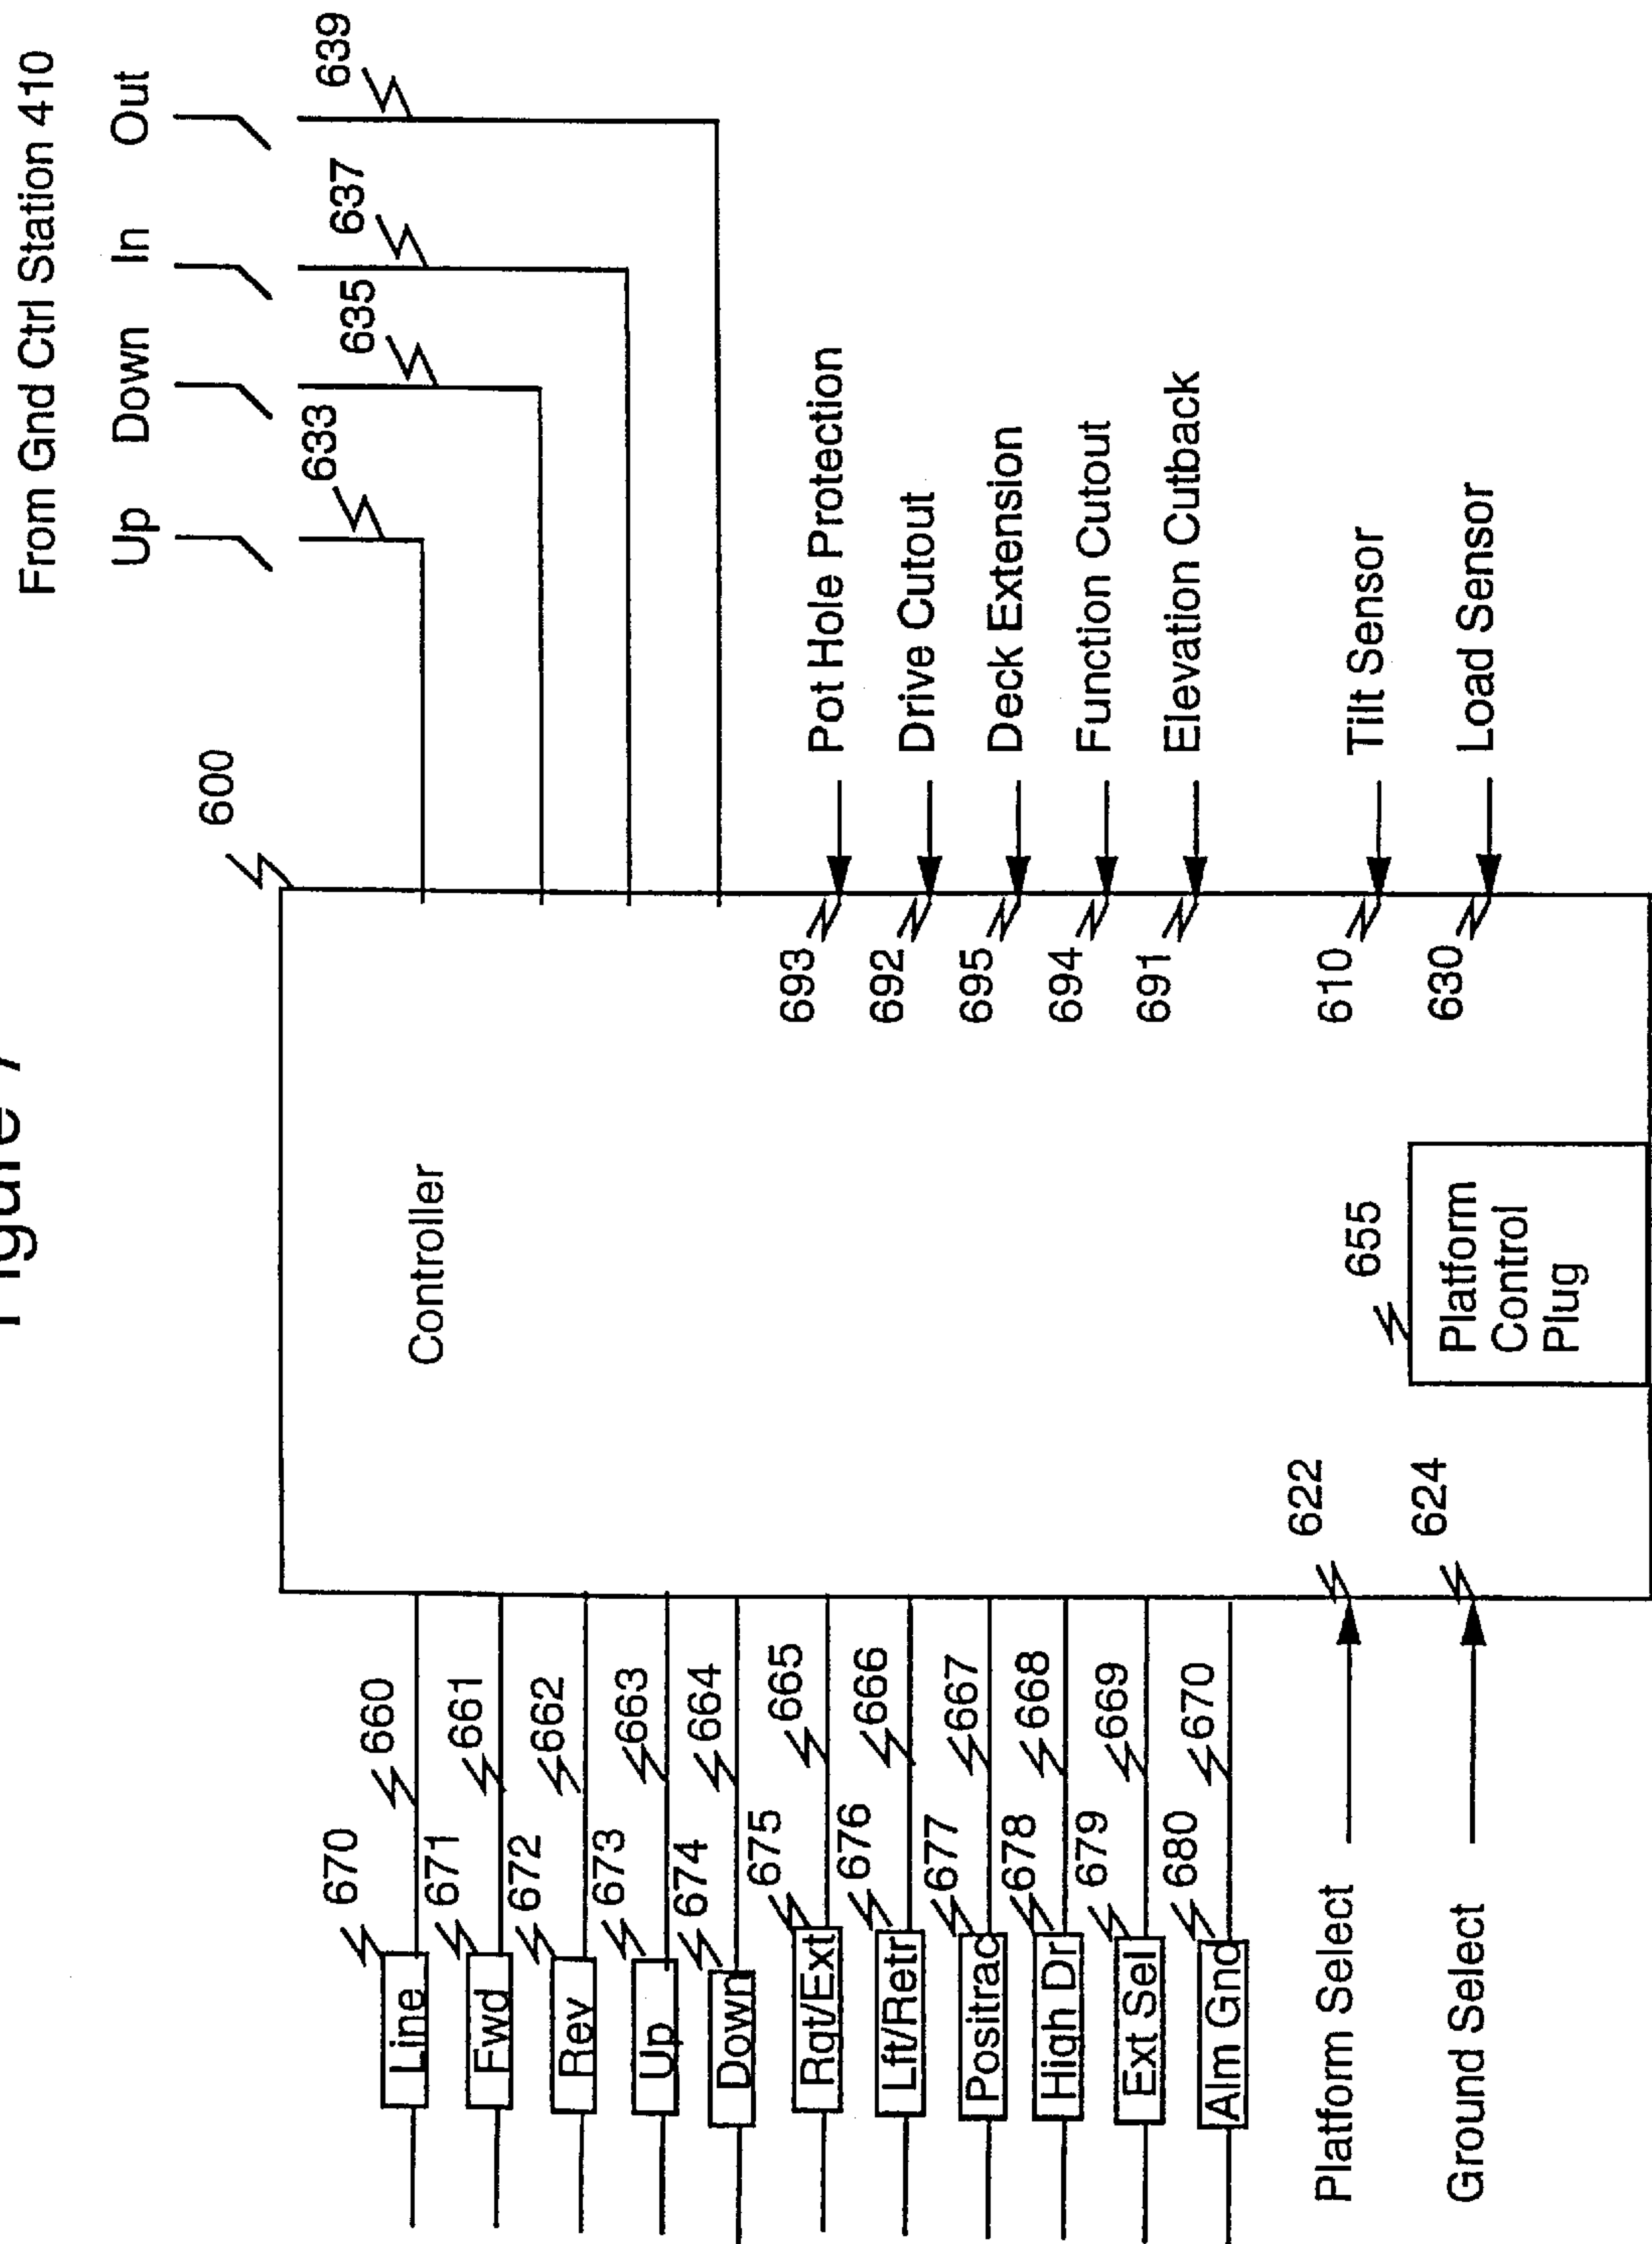 Figure 7
From Gnd Ctrl Station 410
Up
Down
In
Out
633
635
637
639
600
Controller
Pot Hole Protection
693
Drive Cutout
692
Deck Extension
695
Function Cutout
694
Elevation Cutback
691
Tilt Sensor
610
Load Sensor
630
670
Line
660
671
Fwd
661
672
Rev
662
673
Up
663
674
Down
664
675
Rgt/Ext
665
676
Lft/Retr
666
677
Positrac
667
678
High Dr
668
679
Ext Sel
669
680
Alm Gnd
670
Platform Select
622
Ground Select
624
655
Platform
Control
Plug